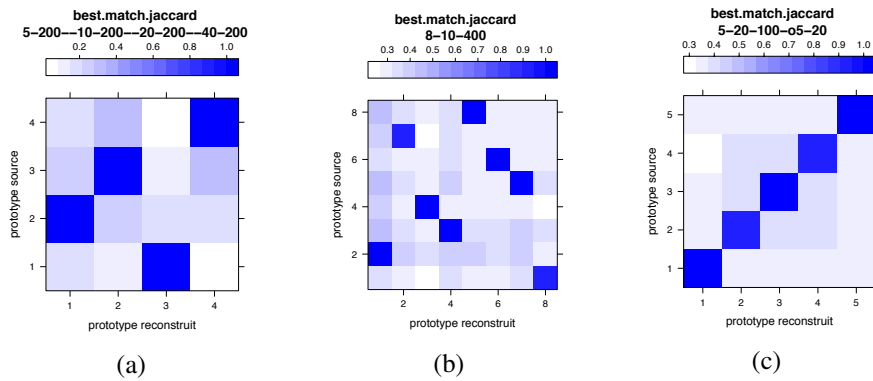 best.match.jaccard
5−200−−10−200−−20−200−−40−200
0.2 0.4 0.6 0.8 1.0
4
3
2
1
prototype source
1 2 3 4
prototype reconstruit
(a)
best.match.jaccard
8−10−400
0.3 0.4 0.5 0.6 0.7 0.8 0.9 1.0
8
6
4
2
prototype source
2 4 6 8
prototype reconstruit
(b)
best.match.jaccard
5−20−100−o5−20
0.3 0.4 0.5 0.6 0.7 0.8 0.9 1.0
5
4
3
2
1
prototype source
1 2 3 4 5
prototype reconstruit
(c)